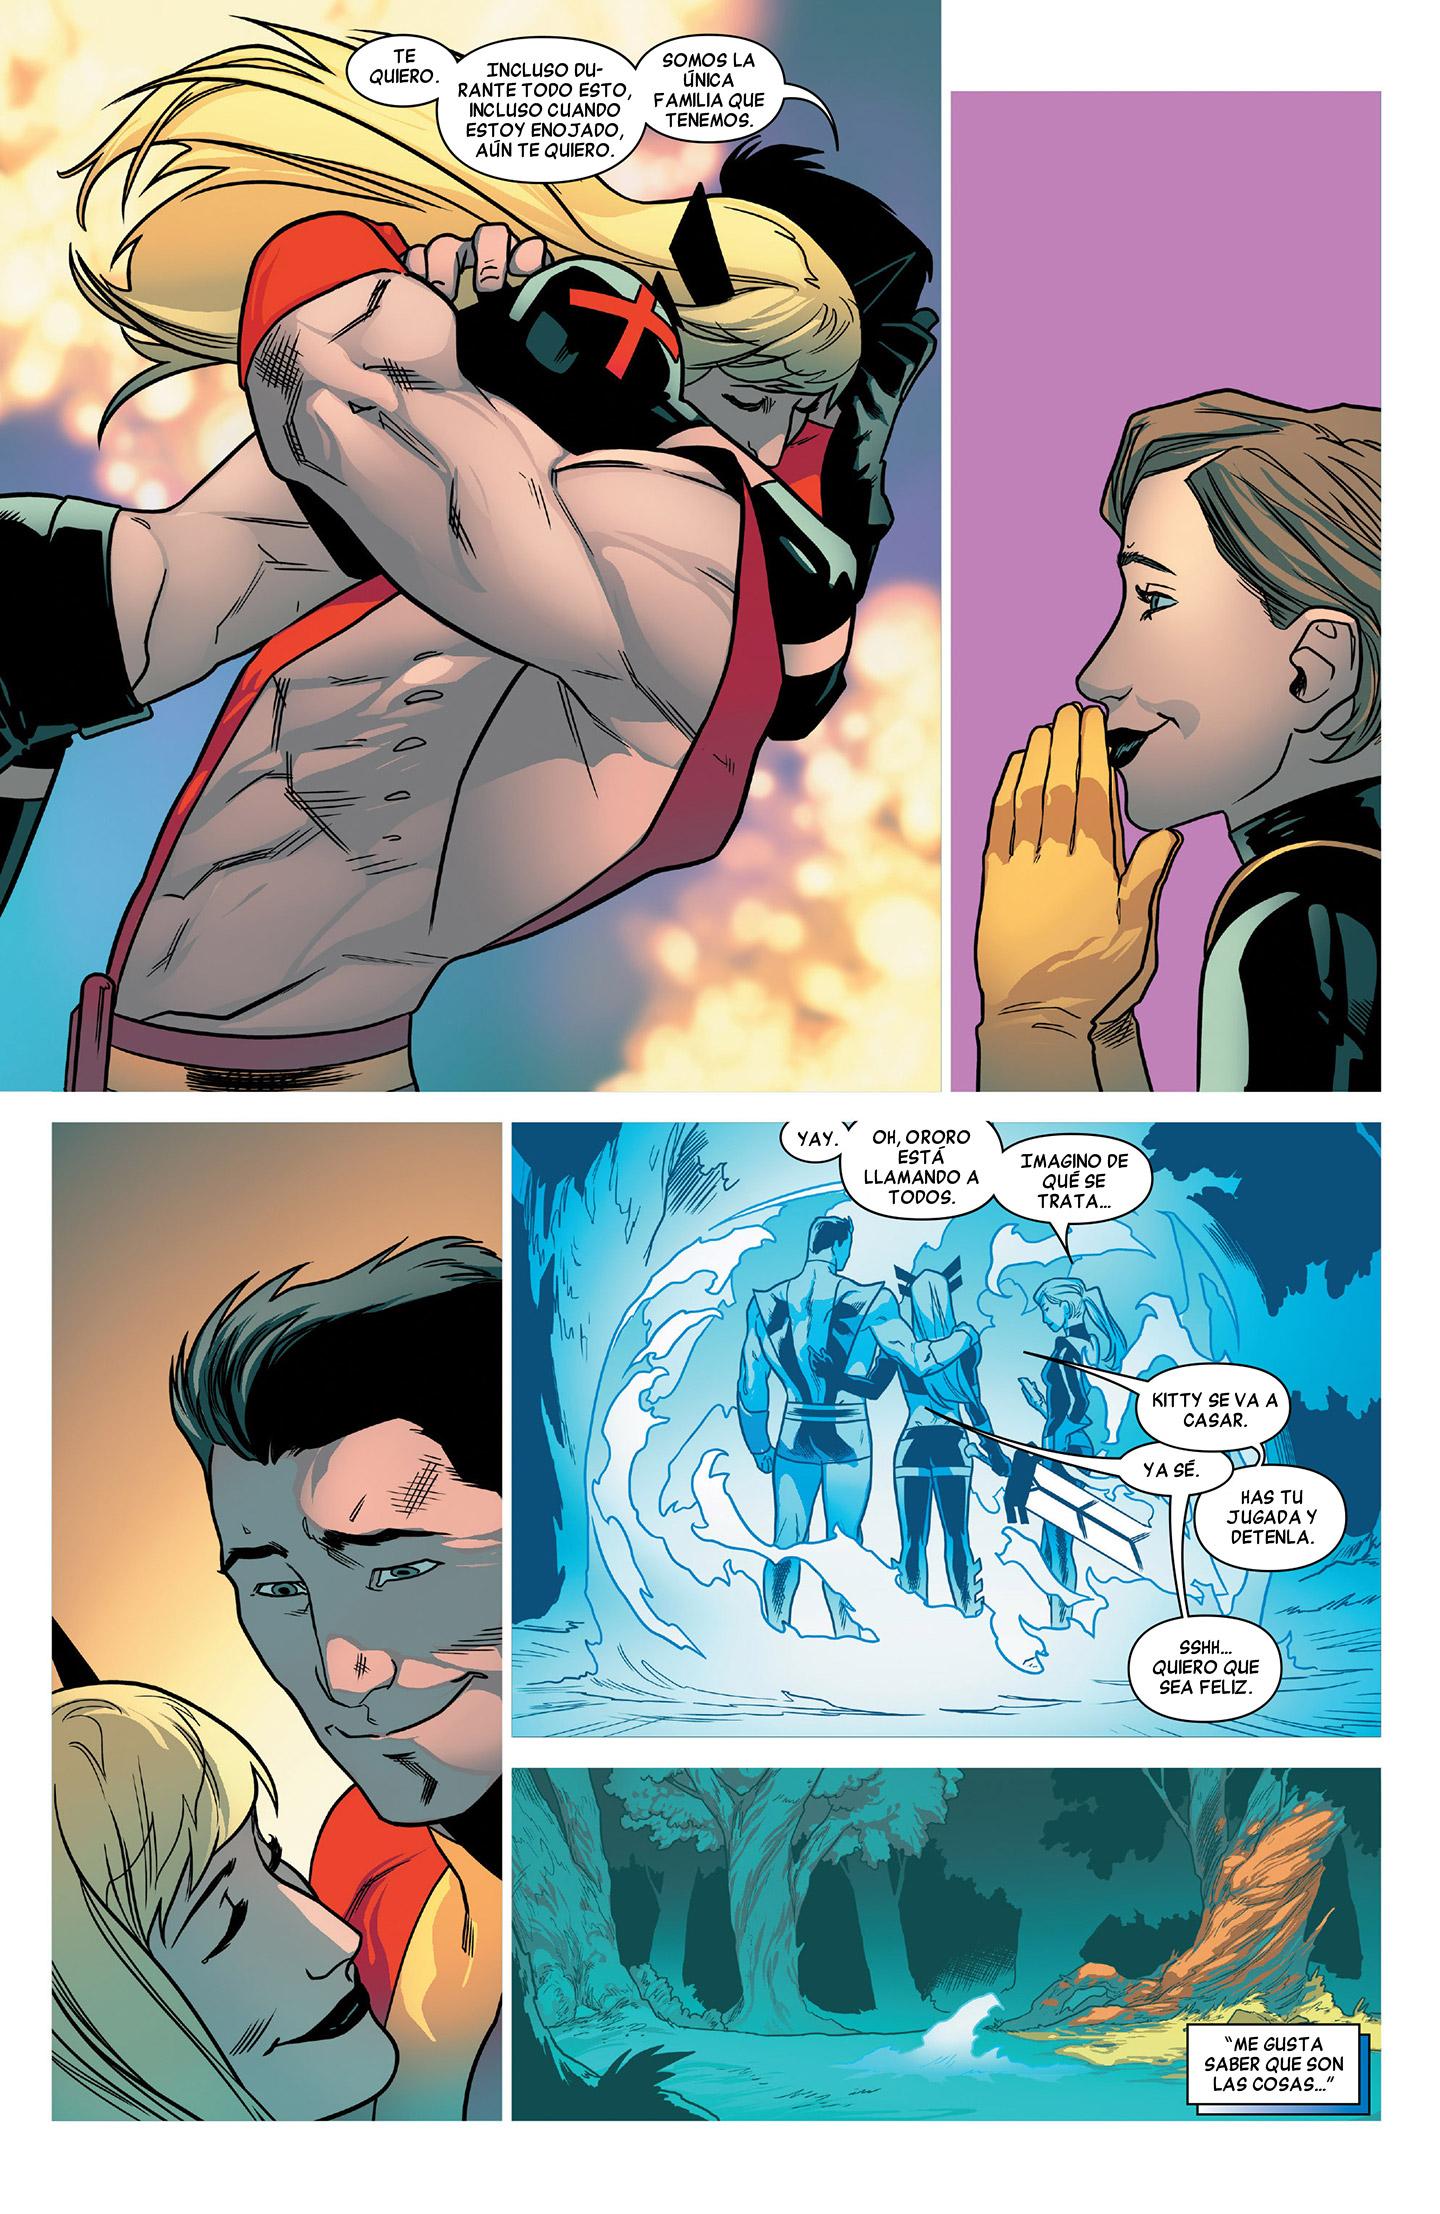 TE
QUIERO.
INCLUSO DU-
RANTE TODO ESTO,
INCLUSO CUANDO
ESTOY ENOJADO,
AÚN TE QUIERO.
SOMOS LA
ÚNICA
FAMILIA QUE
TENEMOS.
YAY.
OH, ORORO
ESTÁ
LLAMANDO A
TODOS.
IMAGINO DE
QUÉ SE
TRATA...
KITTY SE VA A
CASAR.
YA SÉ.
HAS TU
JUGADA Y
DETENLA.
SSHH...
QUIERO QUE
SEA FELIZ.
"ME GUSTA
SABER QUE SON
LAS COSAS..."